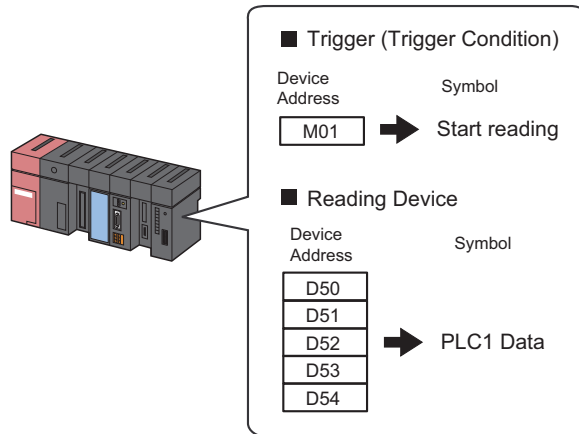 ■ Trigger (Trigger Condition)
Device
Address
Symbol
M01
Start reading
■ Reading Device
Device
Address
Symbol
D50
D51
D52
D53
D54
PLC1 Data